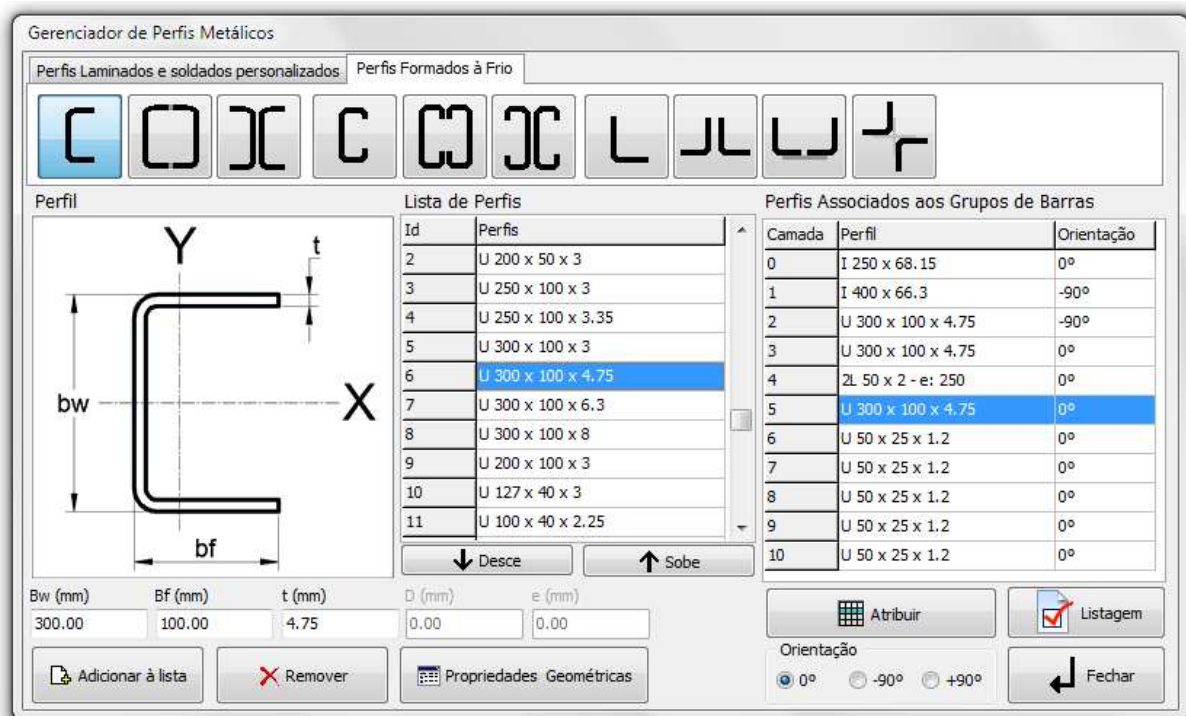 Gerenciador de Perfis Metálicos
Perfis Laminados e soldados personalizados Perfis Formados à Frio
Perfil
Y
t
bw
X
bf
Lista de Perfis
Id Perfis
2 U 200 x 50 x 3
3 U 250 x 100 x 3
4 U 250 x 100 x 3.35
5 U 300 x 100 x 3
6 U 300 x 100 x 4.75
7 U 300 x 100 x 6.3
8 U 300 x 100 x 8
9 U 200 x 100 x 3
10 U 127 x 40 x 3
11 U 100 x 40 x 2.25
Desce Sobe
Perfis Associados aos Grupos de Barras
Camada Perfil Orientação
0 I 250 x 68.15 0º
1 I 400 x 66.3 -90º
2 U 300 x 100 x 4.75 -90º
3 U 300 x 100 x 4.75 0º
4 2L 50 x 2 - e: 250 0º
5 U 300 x 100 x 4.75 0º
6 U 50 x 25 x 1.2 0º
7 U 50 x 25 x 1.2 0º
8 U 50 x 25 x 1.2 0º
9 U 50 x 25 x 1.2 0º
10 U 50 x 25 x 1.2 0º
Bw (mm) Bf (mm) t (mm) D (mm) e (mm)
300.00 100.00 4.75 0.00 0.00
Adicionar à lista Remover Propriedades Geométricas
Atribuir Listagem
Orientação
0º -90º +90º
Fechar